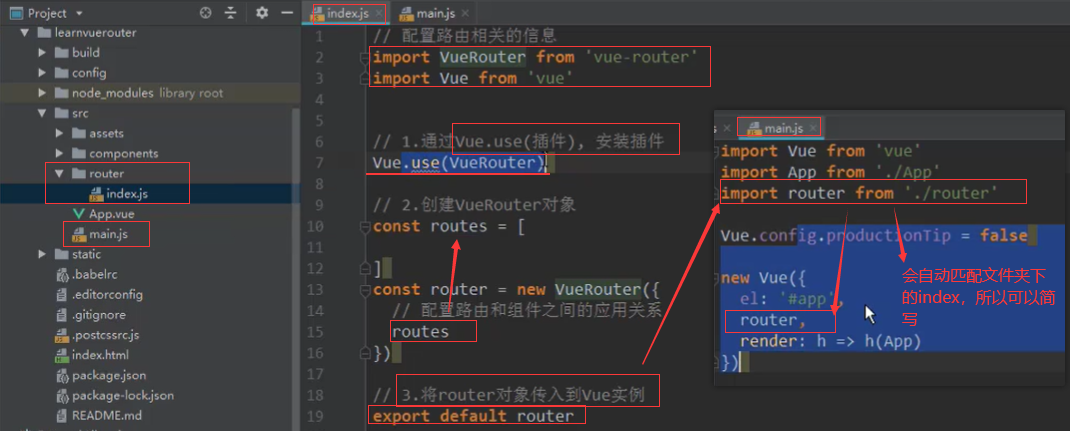 Project
learnvuerouter
build
config
node_modules library root
src
assets
components
router
index.js
App.vue
main.js
static
.babelrc
.editorconfig
.gitignore
.postcssrc.js
index.html
package.json
package-lock.json
README.md
index.js × main.js ×
1 // 配置路由相关的信息
2 import VueRouter from 'vue-router'
3 import Vue from 'vue'
4
5
6 // 1.通过Vue.use(插件), 安装插件
7 Vue.use(VueRouter)
8
9 // 2.创建VueRouter对象
10 const routes = [
11
12 ]
13 const router = new VueRouter({
14 // 配置路由和组件之间的应用关系
15 routes
16 })
17
18 // 3.将router对象传入到Vue实例
19 export default router
main.js ×
import Vue from 'vue'
import App from './App'
import router from './router'
Vue.config.productionTip = false
new Vue({
el: '#app',
router,
render: h => h(App)
})
会自动匹配文件夹下
的index，所以可以简
写